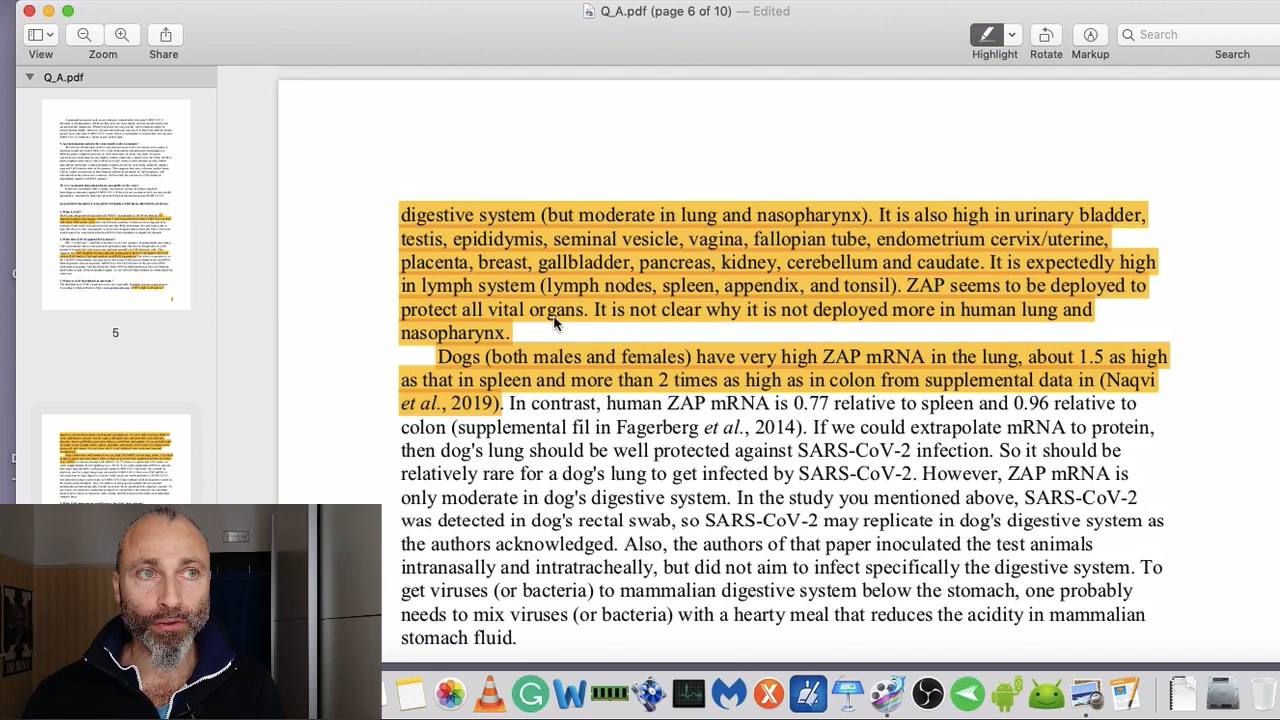 Q_A.pdf (page 6 of 10) — Edited
View
Zoom
Share
Highlight
Rotate
Markup
Search
Search
Q_A.pdf
5
digestive system (but moderate in lung and nasopharynx). It is also high in urinary bladder,
testis, epididymis, seminal vesicle, vagina, fallopian tube, endometrium cervix/uterine,
placenta, breast, gallbladder, pancreas, kidney, cerebellum and caudate. it is expectedly high
in lymph system (lymph nodes, spleen, appendix, and tonsil). ZAP seems to be deployed to
protect all vital organs. It is not clear why it is not deployed more in human lung and
nasopharynx.
Dogs (both males and females) have very high ZAP mRNA in the lung, about 1.5 as high
as that in spleen and more than 2 times as high as in colon from supplemental data in (Naqvi
et al., 2019). In contrast, human ZAP mRNA is 0.77 relative to spleen and 0.96 relative to
colon (supplemental fil in Fagerberg et al., 2014). If we could extrapolate mRNA to protein,
then dog's lung should be well protected against SARS-CoV-2 infection. So it should be
relatively rare for a dog's lung to get infected by SARS-CoV-2. However, ZAP mRNA is
only moderate in dog's digestive system. In the study you mentioned above, SARS-CoV-2
was detected in dog's rectal swab, so SARS-CoV-2 may replicate in dog's digestive system as
the authors acknowledged. Also, the authors of that paper inoculated the test animals
intranasally and intratracheally, but did not aim to infect specifically the digestive system. To
get viruses (or bacteria) to mammalian digestive system below the stomach, one probably
needs to mix viruses (or bacteria) with a hearty meal that reduces the acidity in mammalian
stomach fluid.